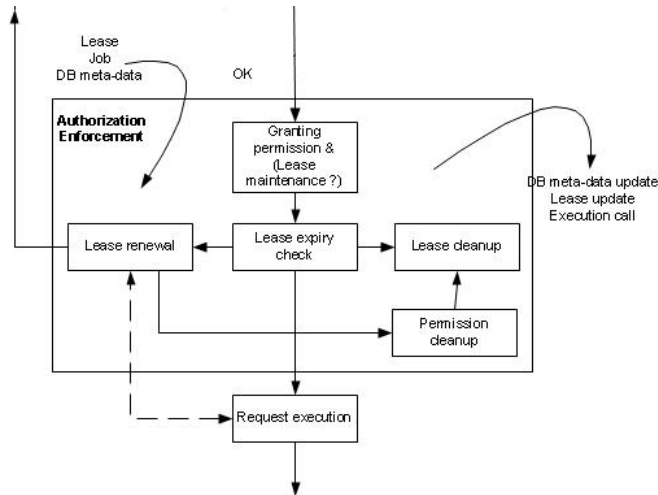 Lease
Job
DB meta-data
OK
Authorization
Enforcement
Granting
permission &
(Lease
maintenance ?)
DB meta-data update
Lease update
Execution call
Lease renewal
Lease expiry
check
Lease cleanup
Permission
cleanup
Request execution